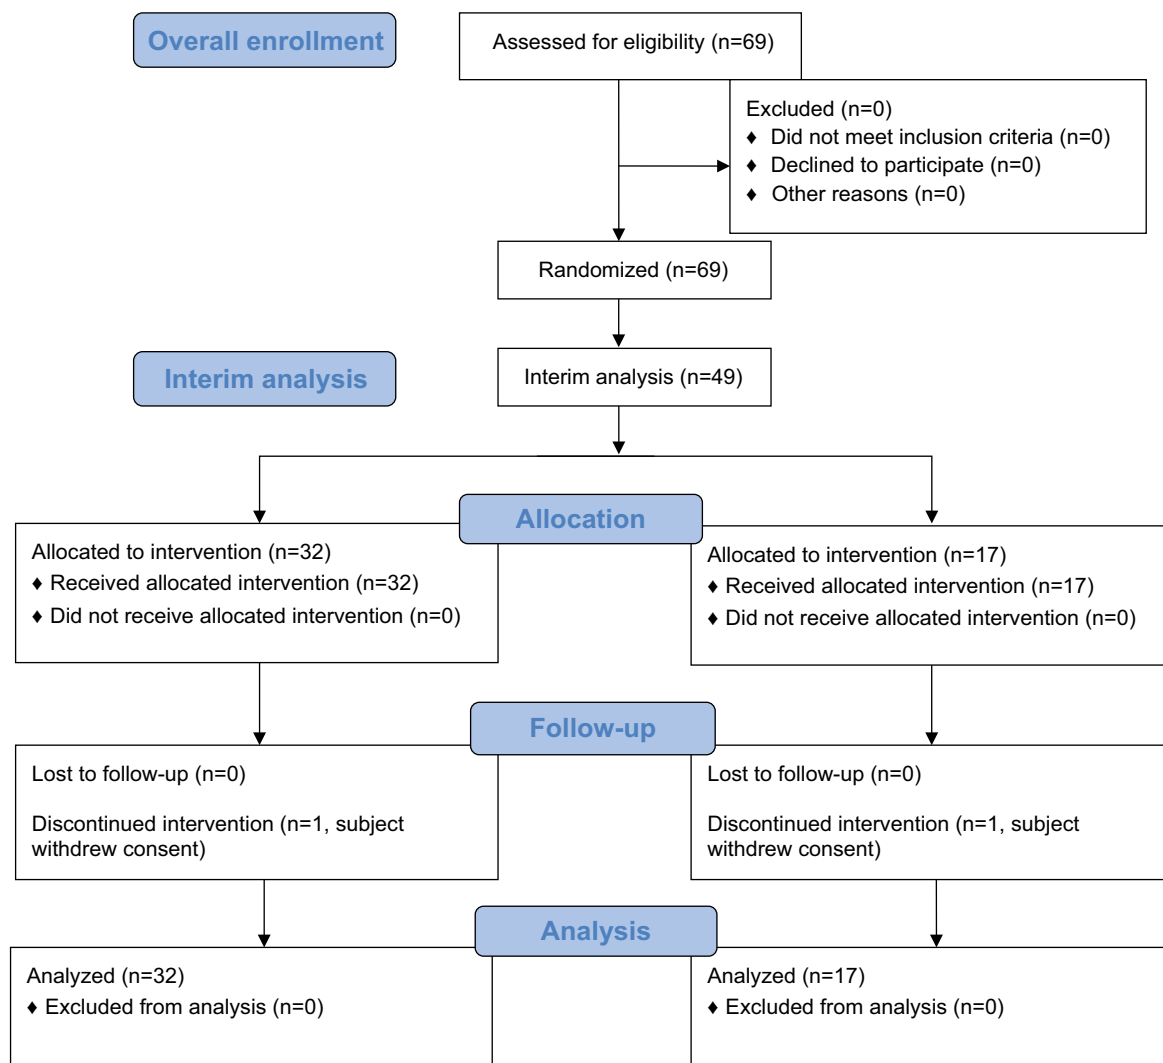 Overall enrollment
Assessed for eligibility (n=69)
Excluded (n=0)
♦ Did not meet inclusion criteria (n=0)
♦ Declined to participate (n=0)
♦ Other reasons (n=0)
Randomized (n=69)
Interim analysis
Interim analysis (n=49)
Allocation
Allocated to intervention (n=32)
♦ Received allocated intervention (n=32)
♦ Did not receive allocated intervention (n=0)
Allocated to intervention (n=17)
♦ Received allocated intervention (n=17)
♦ Did not receive allocated intervention (n=0)
Follow-up
Lost to follow-up (n=0)
Discontinued intervention (n=1, subject
withdrew consent)
Lost to follow-up (n=0)
Discontinued intervention (n=1, subject
withdrew consent)
Analysis
Analyzed (n=32)
♦ Excluded from analysis (n=0)
Analyzed (n=17)
♦ Excluded from analysis (n=0)